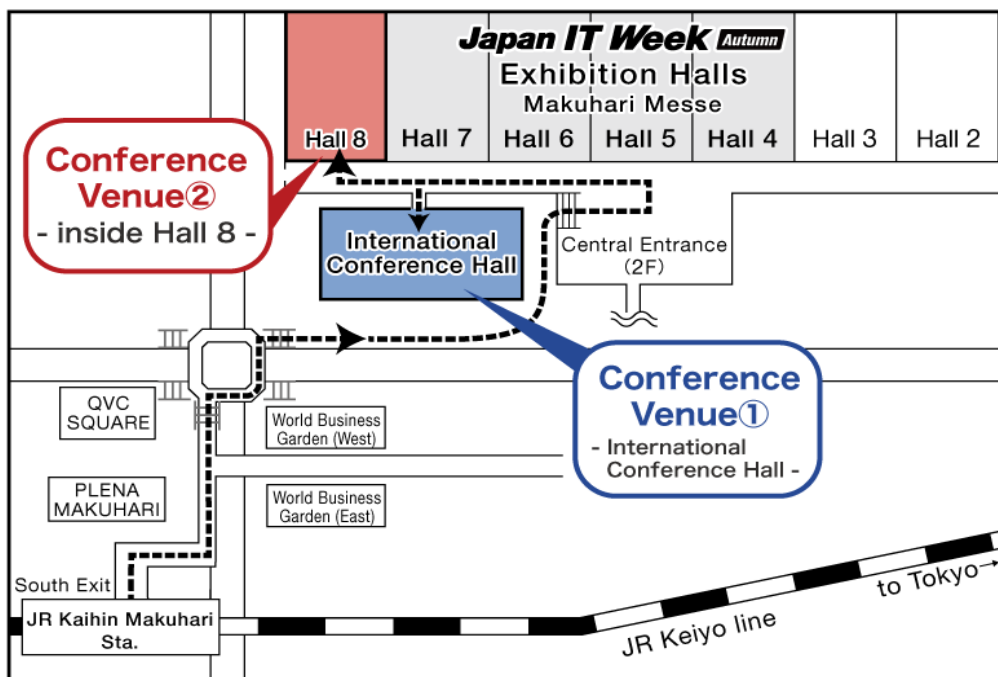 Japan IT Week Autumn
Exhibition Halls
Makuhari Messe
Hall 8
Hall 7
Hall 6
Hall 5
Hall 4
Hall 3
Hall 2
Conference
Venue②
- inside Hall 8 -
International
Conference Hall
Central Entrance
(2F)
Conference
Venue①
- International
Conference Hall -
QVC
SQUARE
World Business
Garden (West)
PLENA
MAKUHARI
World Business
Garden (East)
South Exit
JR Kaihin Makuhari
Sta.
JR Keiyo line
to Tokyo→